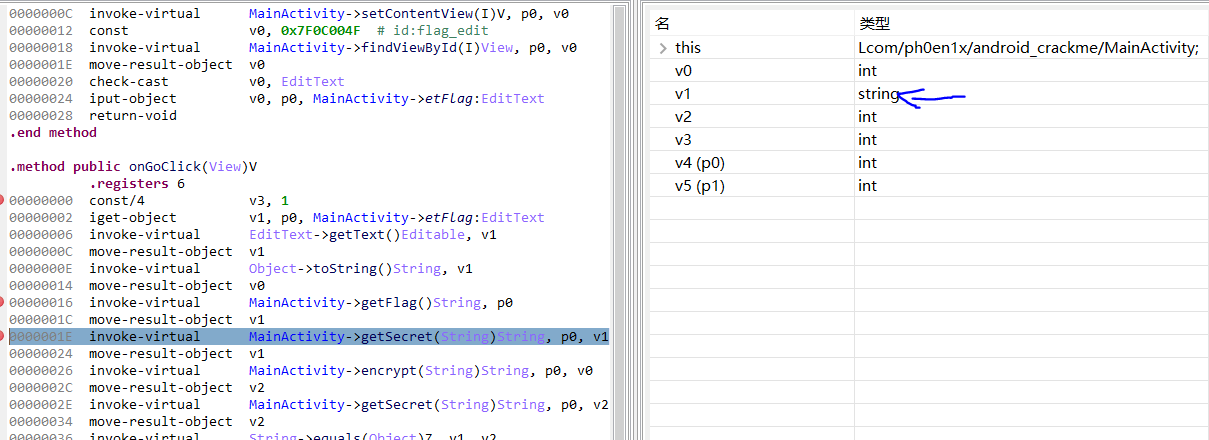 0000000C invoke-virtual MainActivity->setContentView(I)V, p0, v0
00000012 const v0, 0x7F0C004F # id:flag_edit
00000018 invoke-virtual MainActivity->findViewById(I)View, p0, v0
0000001E move-result-object v0
00000020 check-cast v0, EditText
00000024 iput-object v0, p0, MainActivity->etFlag:EditText
00000028 return-void
.end method
.method public onGoClick(View)V
.registers 6
00000000 const/4 v3, 1
00000002 iget-object v1, p0, MainActivity->etFlag:EditText
00000006 invoke-virtual EditText->getText()Editable, v1
0000000C move-result-object v1
0000000E invoke-virtual Object->toString()String, v1
00000014 move-result-object v0
00000016 invoke-virtual MainActivity->getFlag()String, p0
0000001C move-result-object v1
0000001E invoke-virtual MainActivity->getSecret(String)String, p0, v1
00000024 move-result-object v1
00000026 invoke-virtual MainActivity->encrypt(String)String, p0, v0
0000002C move-result-object v2
0000002E invoke-virtual MainActivity->getSecret(String)String, p0, v2
00000034 move-result-object v2
00000036 invoke-virtual String->equals(Object)Z, v1, v2
名 类型
this Lcom/ph0en1x/android_crackme/MainActivity;
v0 int
v1 string
v2 int
v3 int
v4 (p0) int
v5 (p1) int